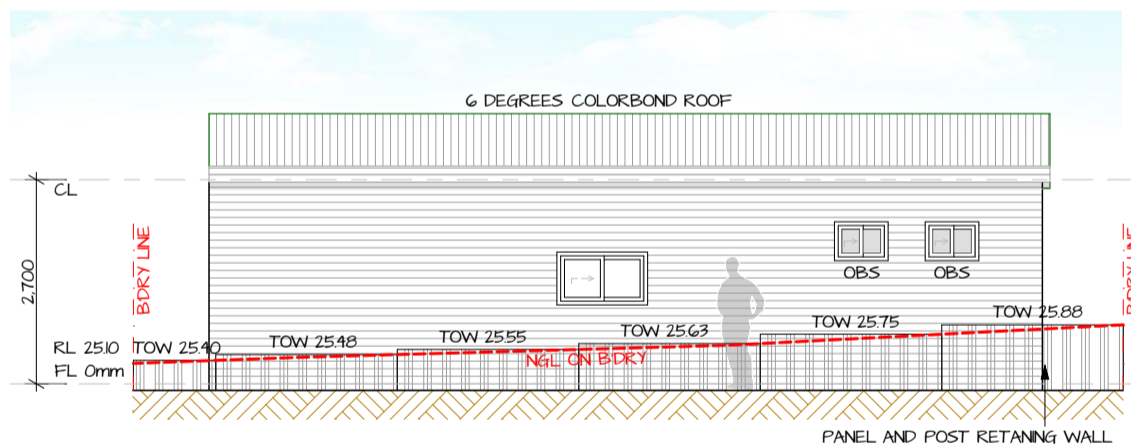 6 DEGREES COLORBOND ROOF
CL
BDRY LINE
BDRY LINE
2,700
OBS
OBS
TOW 25.88
TOW 25.75
TOW 25.63
TOW 25.55
TOW 25.48
RL 25.10
TOW 25.40
NGL ON B'DRY
FL 0mm
PANEL AND POST RETANING WALL